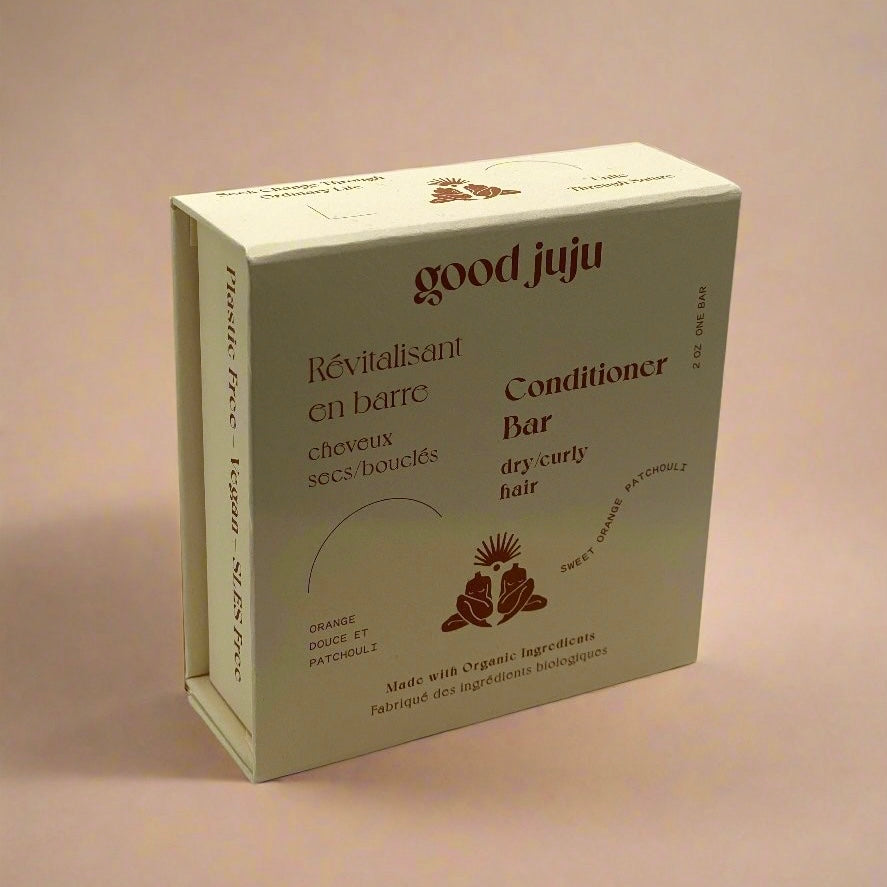 Seek Change Through
Ordinary Life
Through Nature
good juju
2 OZ ONE BAR
Révitalisant
en barre
cheveux
secs/bouclés
Conditioner
Bar
dry/curly
hair
SWEET ORANGE PATCHOULI
ORANGE
DOUCE ET
PATCHOULI
Made with Organic Ingredients
Fabriqué des ingrédients biologiques
Plastic Free – Vegan – SLES Free